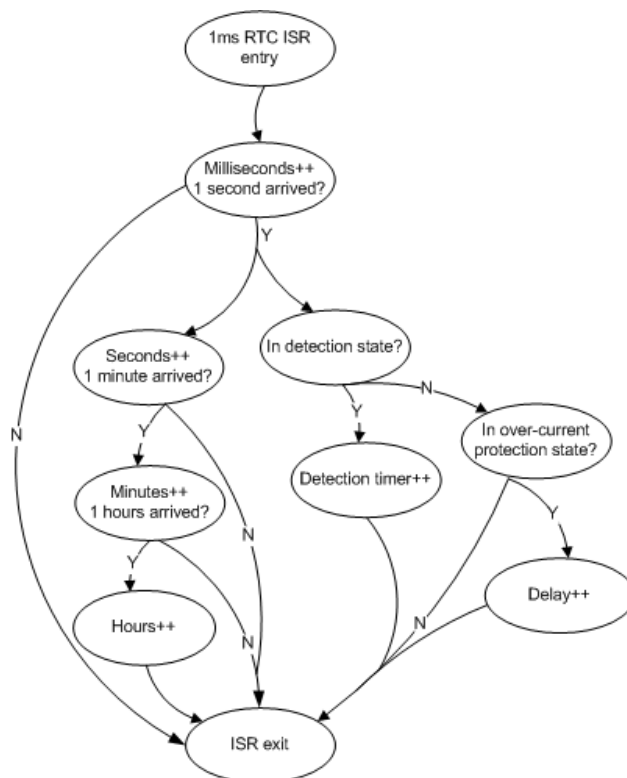 1ms RTC ISR
entry
Milliseconds++
1 second arrived?
Y
Seconds++
1 minute arrived?
In detection state?
N
Y
Y
N
In over-current
protection state?
Minutes++
1 hours arrived?
Detection timer++
N
Y
Y
Hours++
N
N
Delay++
ISR exit